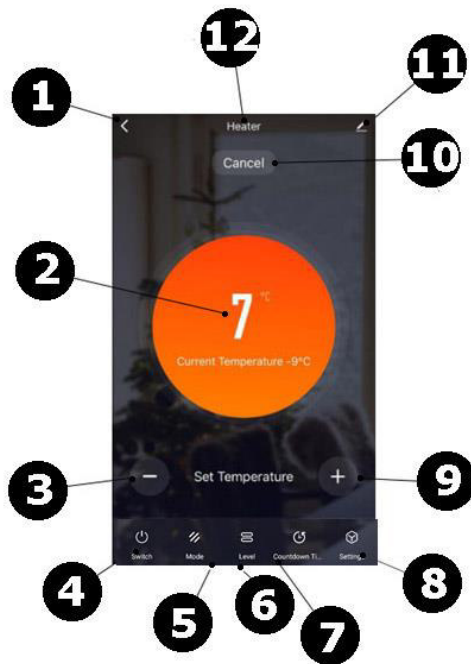 12
1
11
Heater
Cancel
10
2
7 °C
Current Temperature -9°C
3
Set Temperature
9
Switch
Mode
Level
Countdown Ti...
Setting
4
5
6
7
8